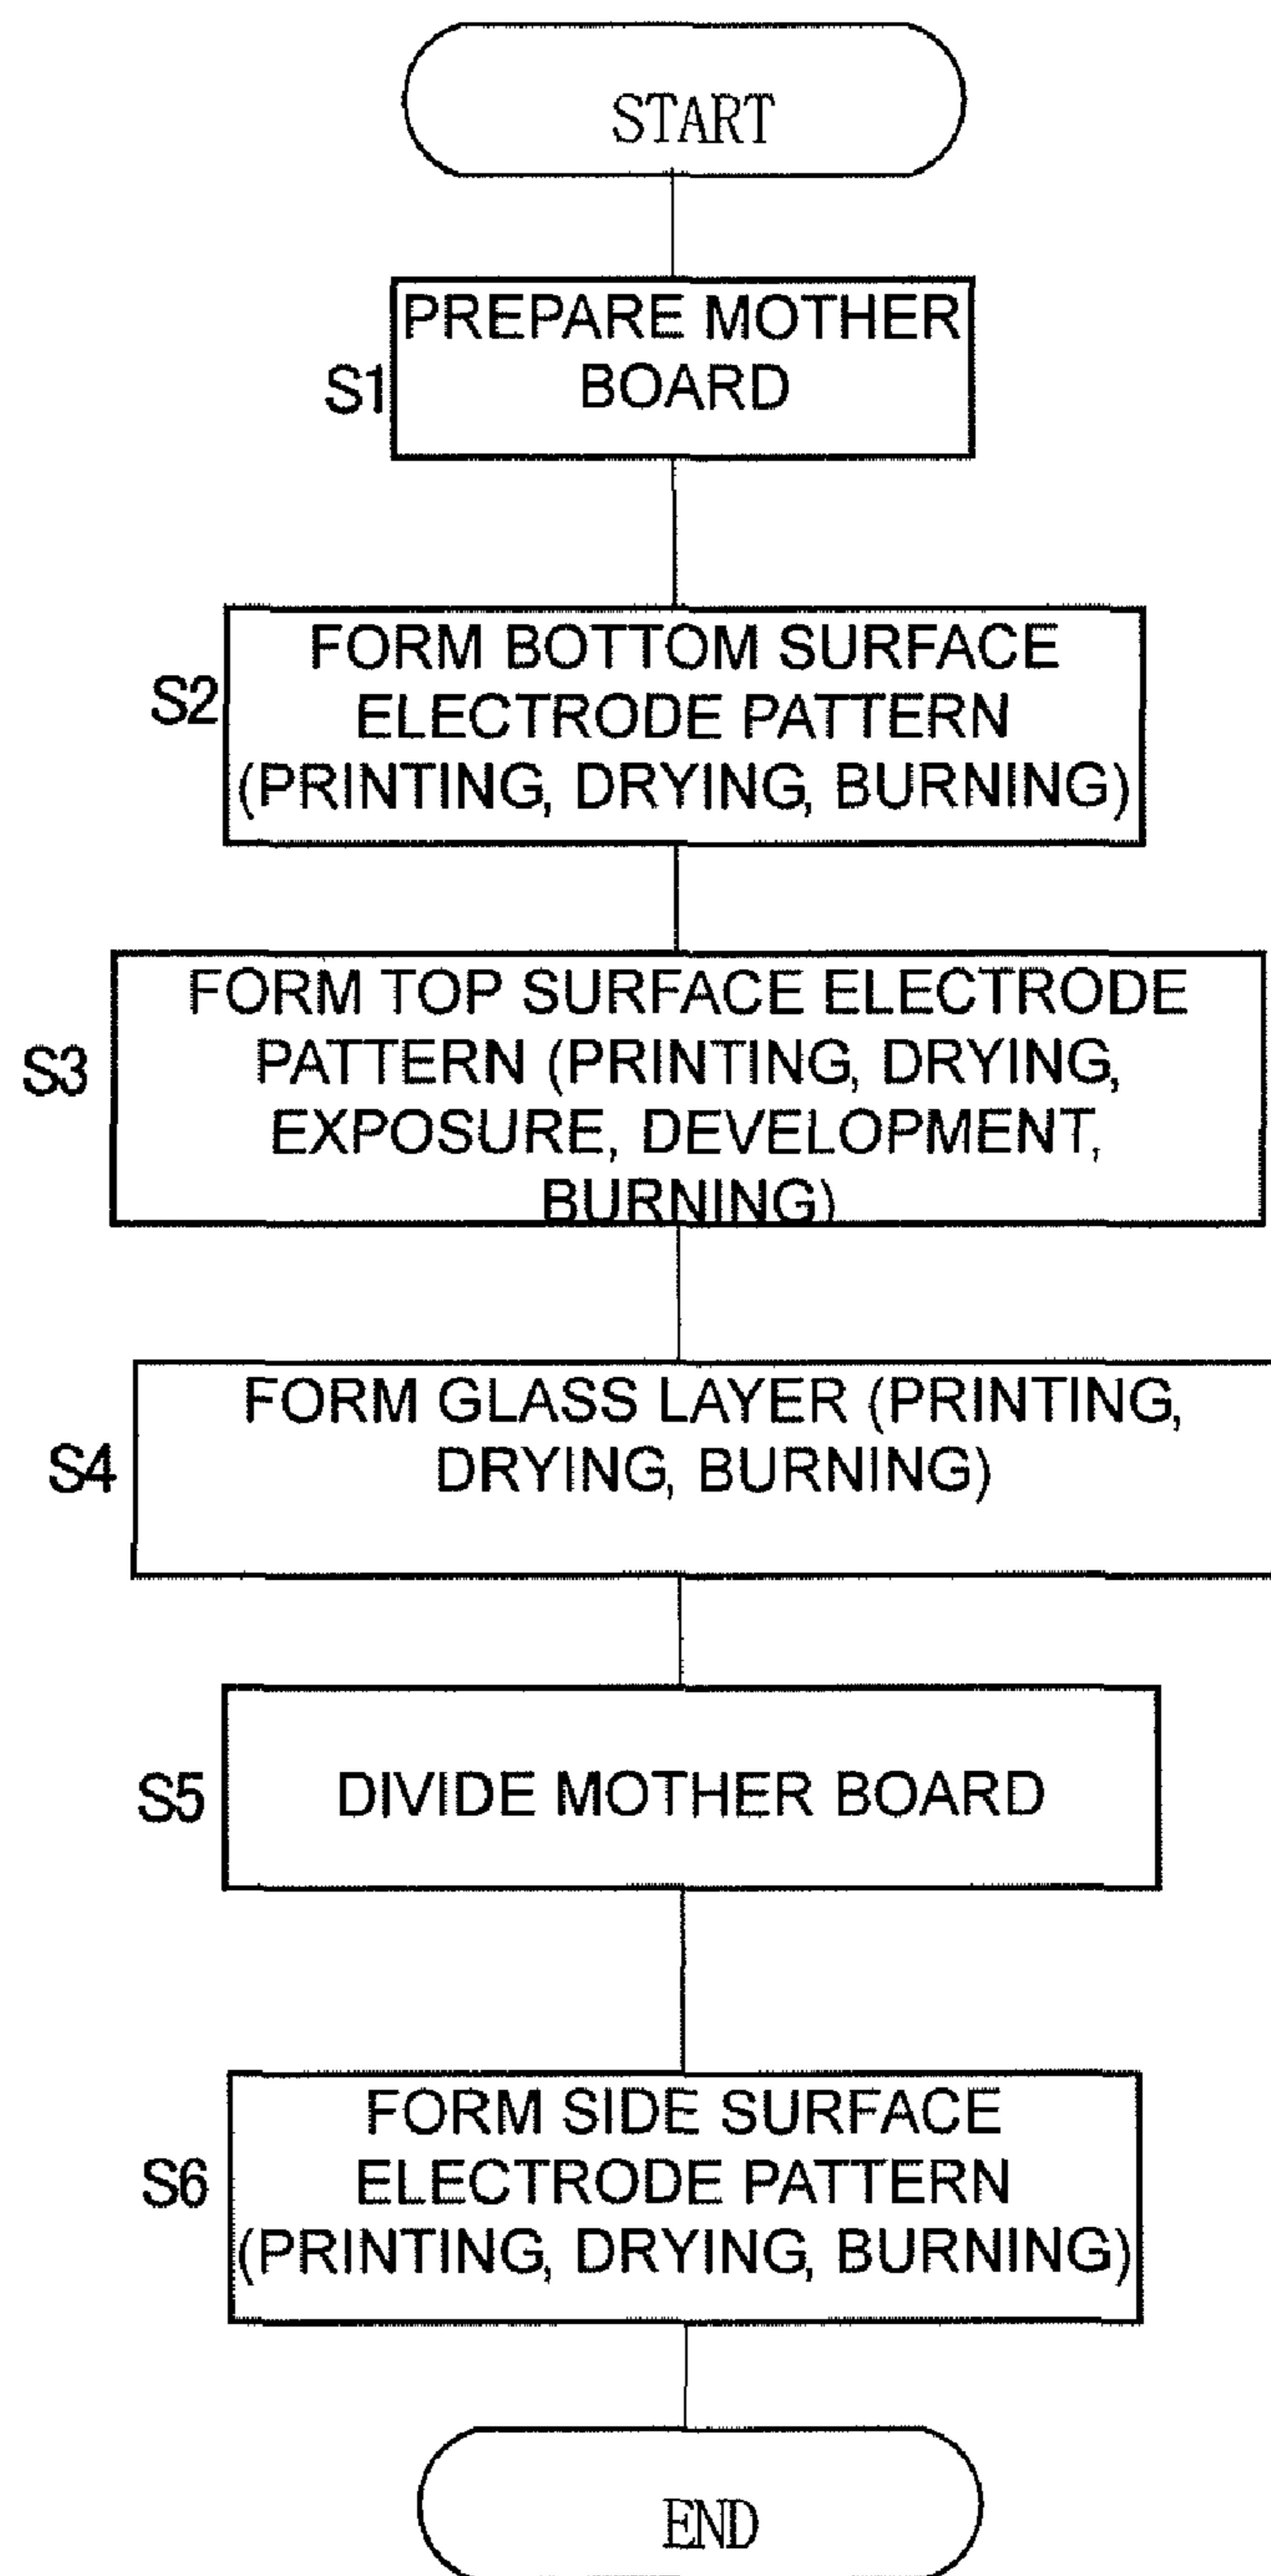 START
PREPARE MOTHER
BOARD
S1
FORM BOTTOM SURFACE
ELECTRODE PATTERN
(PRINTING, DRYING, BURNING)
S2
FORM TOP SURFACE ELECTRODE
PATTERN (PRINTING, DRYING,
EXPOSURE, DEVELOPMENT,
BURNING)
S3
FORM GLASS LAYER (PRINTING,
DRYING, BURNING)
S4
DIVIDE MOTHER BOARD
S5
FORM SIDE SURFACE
ELECTRODE PATTERN
(PRINTING, DRYING, BURNING)
S6
END